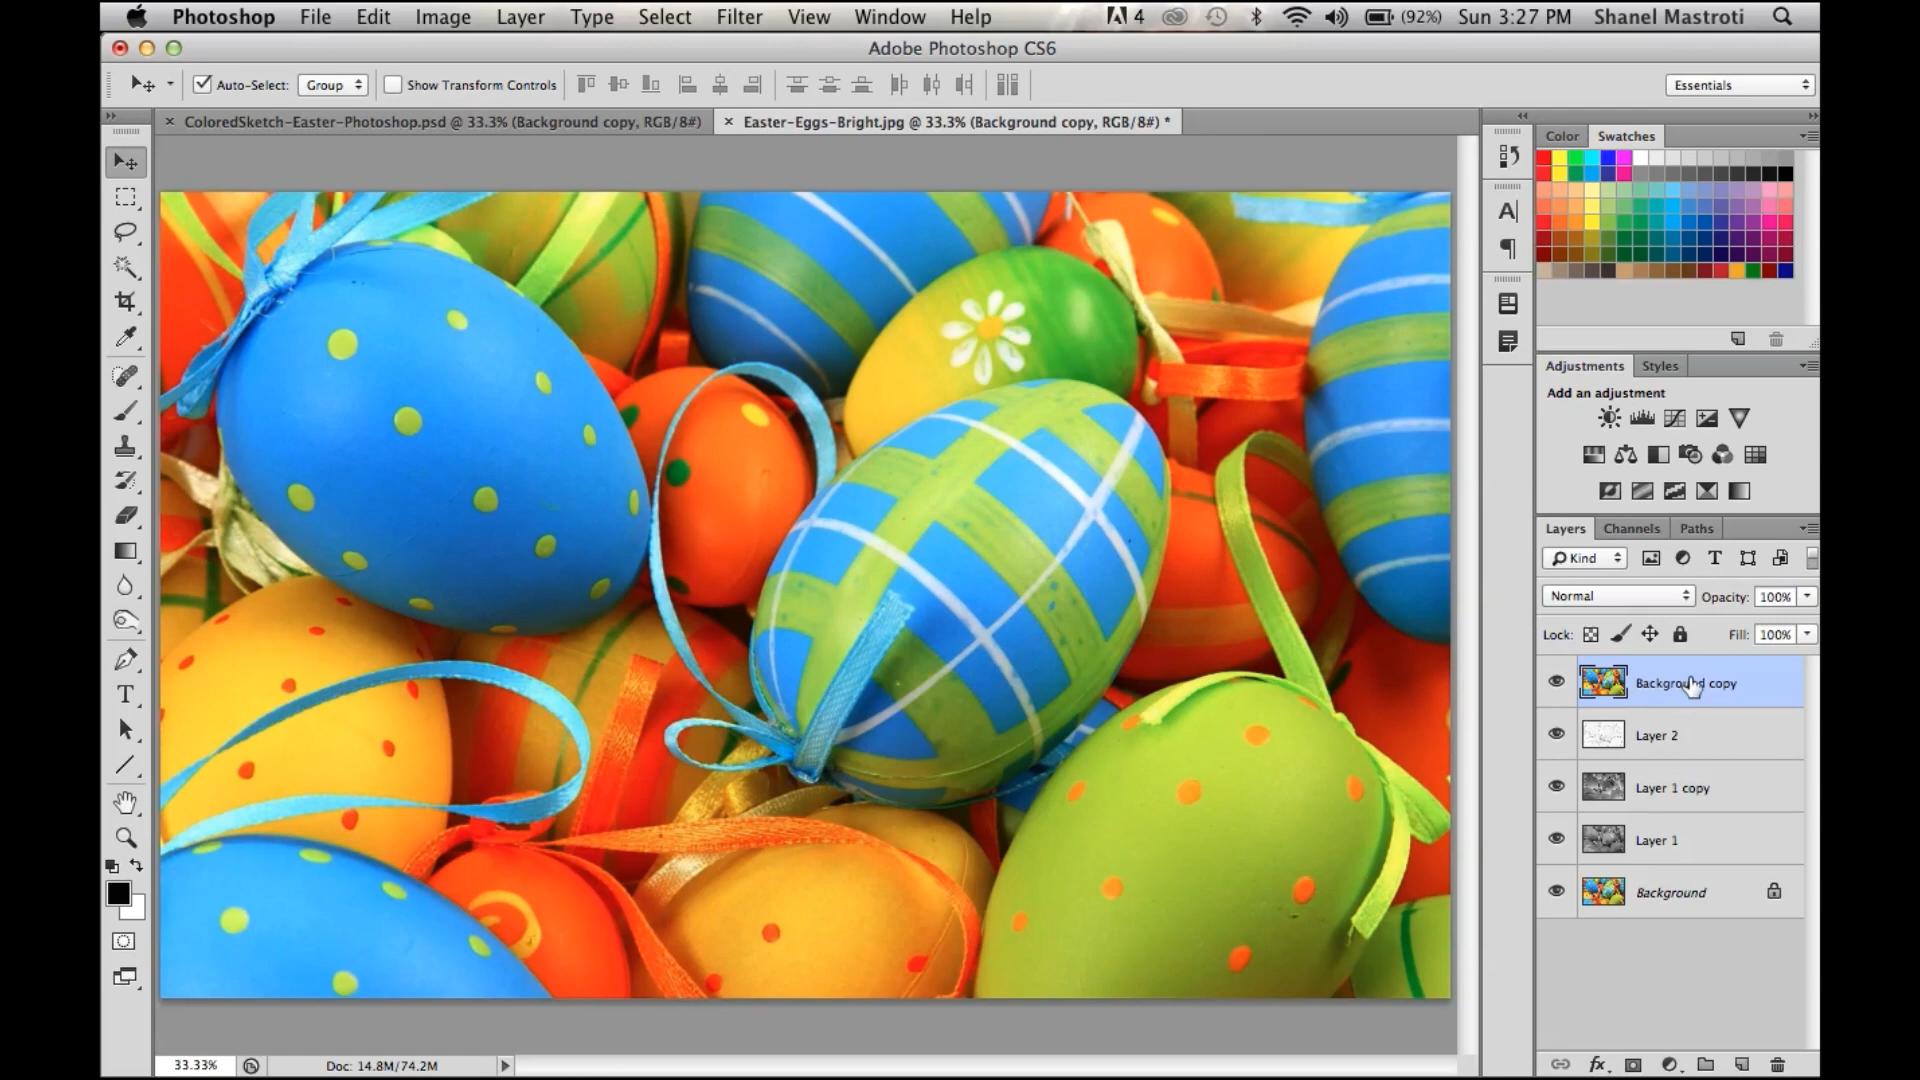 Photoshop File Edit Image Layer Type Select Filter View Window Help 4 (92%) Sun 3:27 PM Shanel Mastroti
Adobe Photoshop CS6
Auto-Select: Group Show Transform Controls Essentials
ColoredSketch-Easter-Photoshop.psd @ 33.3% (Background copy, RGB/8#) Easter-Eggs-Bright.jpg @ 33.3% (Background copy, RGB/8#) *
Color Swatches
Adjustments Styles
Add an adjustment
Layers Channels Paths
Kind
Normal Opacity: 100%
Lock: Fill: 100%
Background copy
Layer 2
Layer 1 copy
Layer 1
Background
33.33% Doc: 14.8M/74.2M